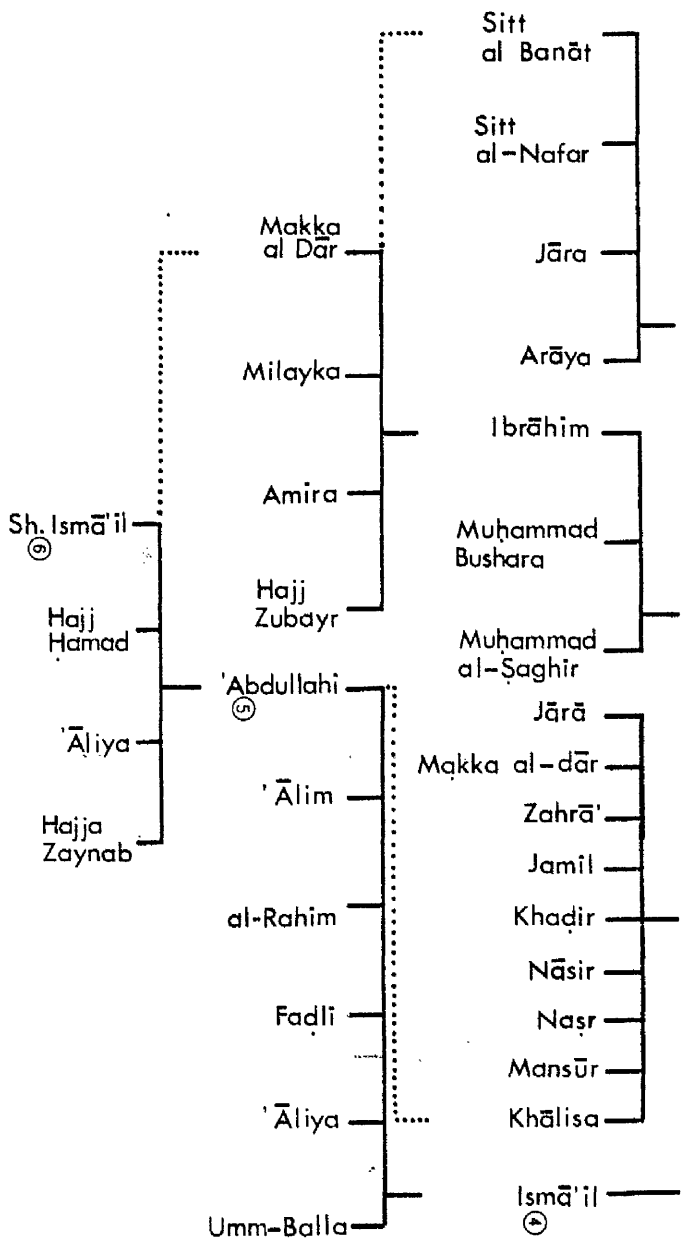 Sh. Ismā'il
⑥
Hajj
Ḥamad
'Āliya
Hajja
Zaynab
Makka
al Dār
Milayka
Amira
Hajj
Zubayr
'Abdullahi
⑤
'Ālim
al-Rahim
Faḍli
'Āliya
Umm-Balla
Sitt
al Banāt
Sitt
al-Nafar
Jāra
Arāya
Ibrāhim
Muḥammad
Bushara
Muḥammad
al-Ṣaghir
Jārā
Makka al-dār
Zahrā'
Jamil
Khaḍir
Nāsir
Naṣr
Mansūr
Khālisa
Ismā'il
④